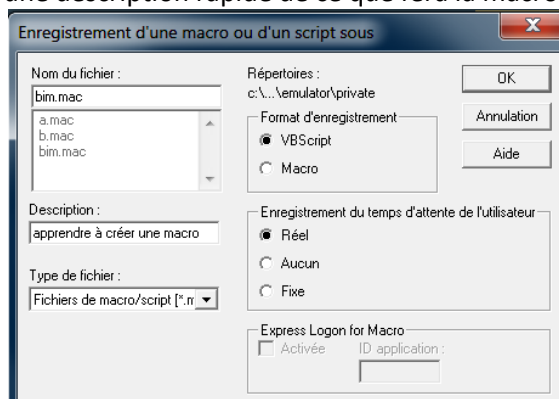 une description rapide de ce que fera la macro
Enregistrement d'une macro ou d'un script sous
Nom du fichier :
bim.mac
a.mac
b.mac
bim.mac
Description :
apprendre à créer une macro
Type de fichier :
Fichiers de macro/script [*.m
Répertoires :
c:\...\emulator\private
Format d'enregistrement
VBScript
Macro
Enregistrement du temps d'attente de l'utilisateur
Réel
Aucun
Fixe
Express Logon for Macro
Activée ID application :
OK
Annulation
Aide